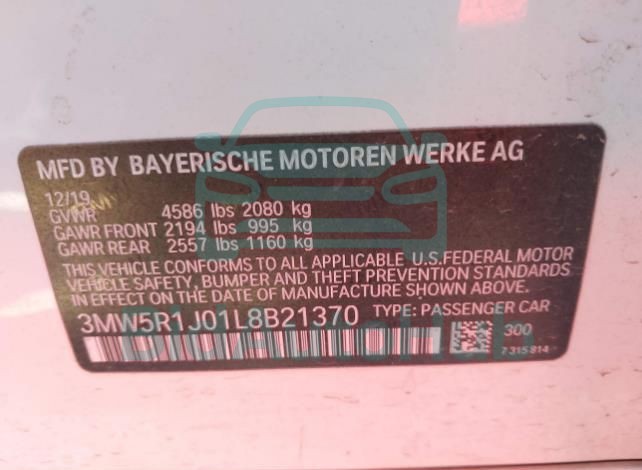 MFD BY BAYERISCHE MOTOREN WERKE AG
12/19
GVWR 4586 lbs 2080 kg
GAWR FRONT 2194 lbs 995 kg
GAWR REAR 2557 lbs 1160 kg
THIS VEHICLE CONFORMS TO ALL APPLICABLE U.S.FEDERAL MOTOR
VEHICLE SAFETY, BUMPER AND THEFT PREVENTION STANDARDS
IN EFFECT ON THE DATE OF MANUFACTURE SHOWN ABOVE.
3MW5R1J01L8B21370 TYPE: PASSENGER CAR
300
7 315 814